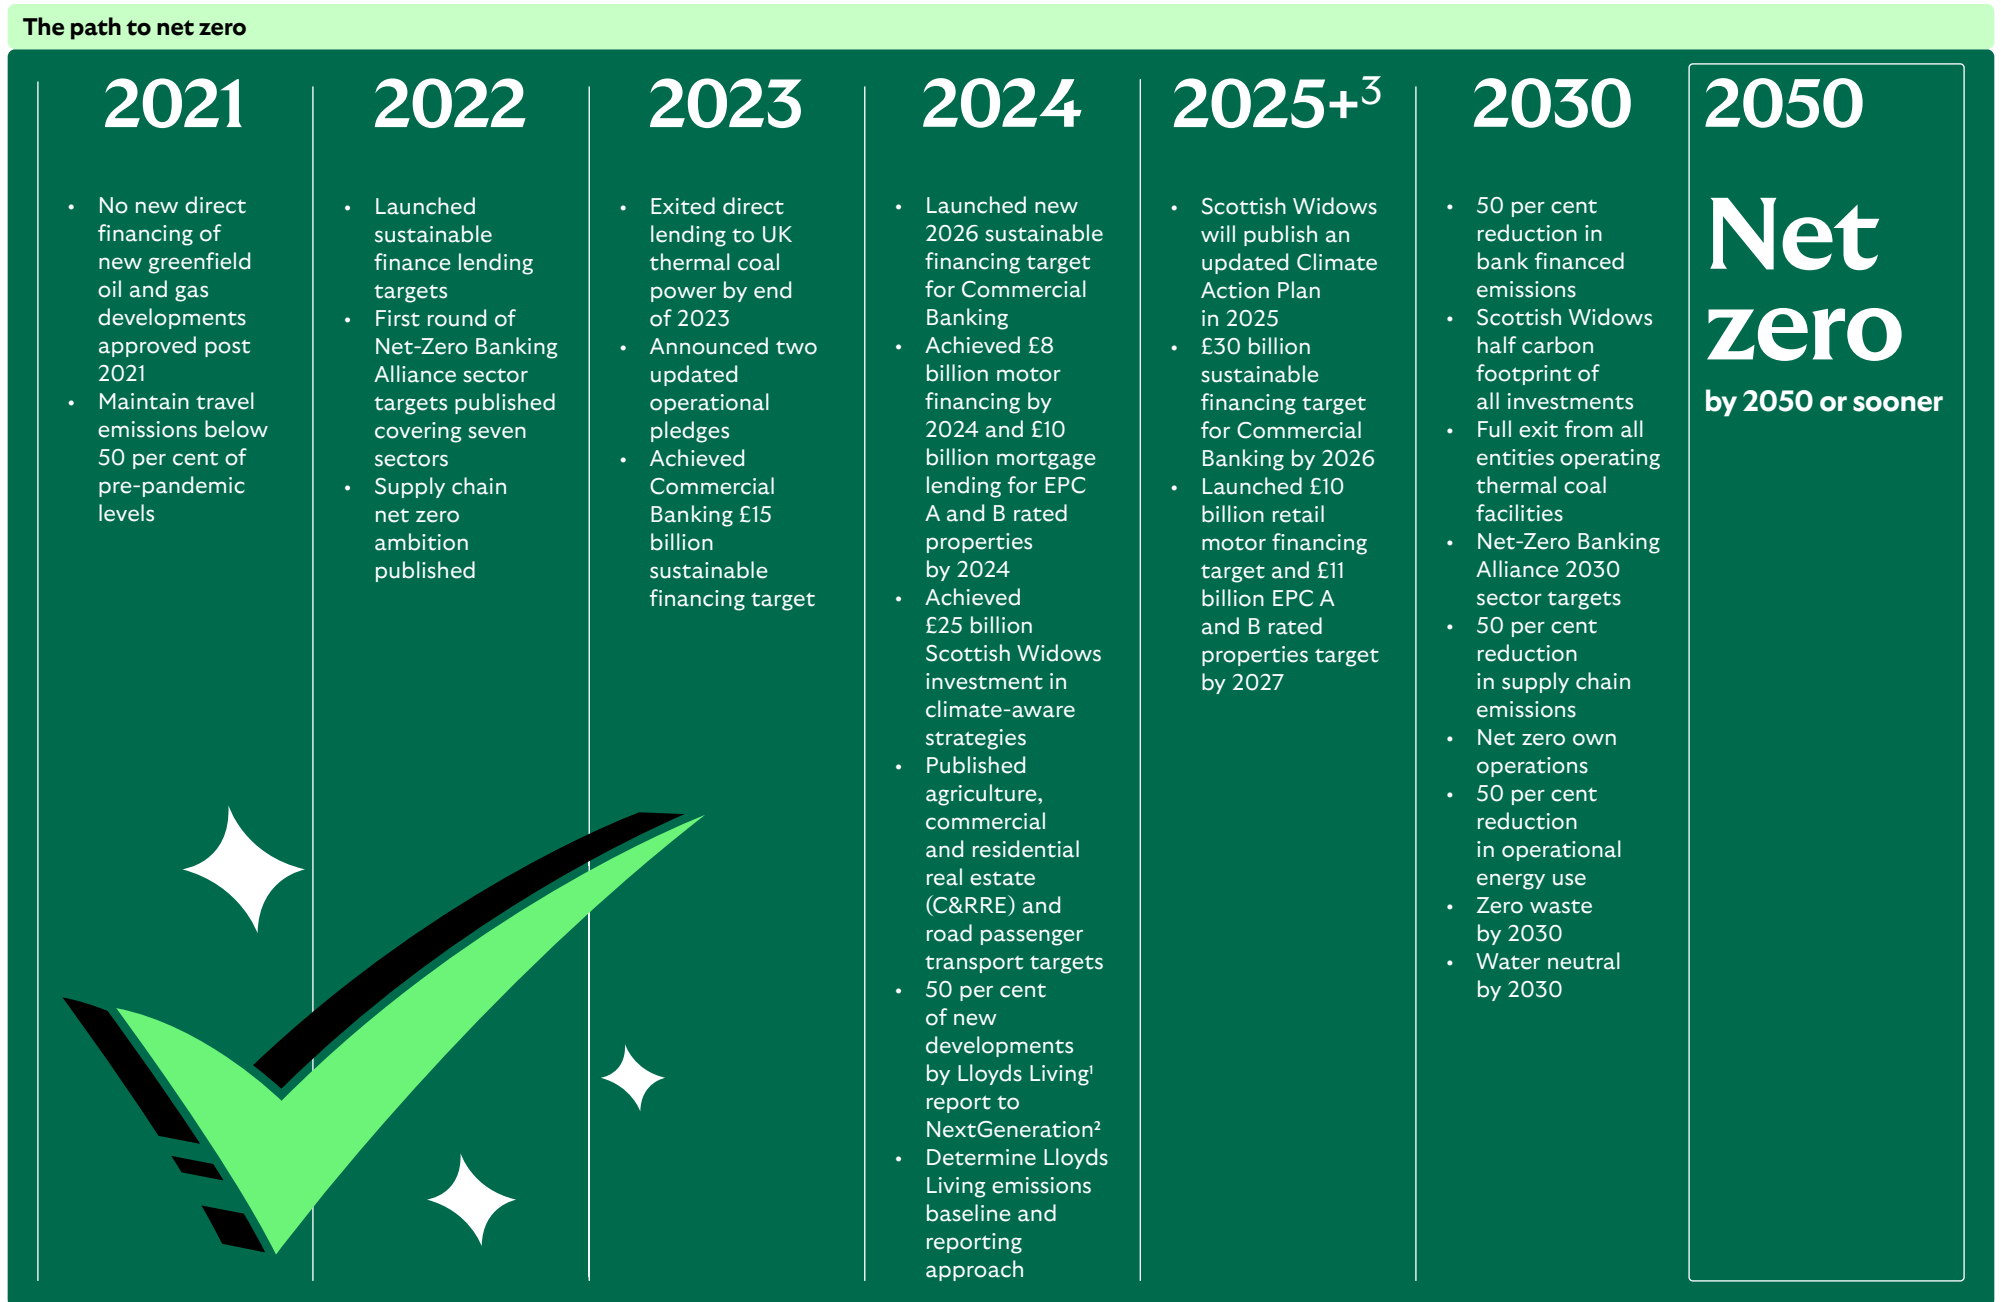 The path to net zero
2021
• No new direct
financing of
new greenfield
oil and gas
developments
approved post
2021
• Maintain travel
emissions below
50 per cent of
pre-pandemic
levels
2022
• Launched
sustainable
finance lending
targets
• First round of
Net-Zero Banking
Alliance sector
targets published
covering seven
sectors
• Supply chain
net zero
ambition
published
2023
• Exited direct
lending to UK
thermal coal
power by end
of 2023
• Announced two
updated
operational
pledges
• Achieved
Commercial
Banking £15
billion
sustainable
financing target
2024
• Launched new
2026 sustainable
financing target
for Commercial
Banking
• Achieved £8
billion motor
financing by
2024 and £10
billion mortgage
lending for EPC
A and B rated
properties
by 2024
• Achieved
£25 billion
Scottish Widows
investment in
climate-aware
strategies
• Published
agriculture,
commercial
and residential
real estate
(C&RRE) and
road passenger
transport targets
• 50 per cent
of new
developments
by Lloyds Living¹
report to
NextGeneration²
• Determine Lloyds
Living emissions
baseline and
reporting
approach
2025+³
• Scottish Widows
will publish an
updated Climate
Action Plan
in 2025
• £30 billion
sustainable
financing target
for Commercial
Banking by 2026
• Launched £10
billion retail
motor financing
target and £11
billion EPC A
and B rated
properties target
by 2027
2030
• 50 per cent
reduction in
bank financed
emissions
• Scottish Widows
half carbon
footprint of
all investments
• Full exit from all
entities operating
thermal coal
facilities
• Net-Zero Banking
Alliance 2030
sector targets
• 50 per cent
reduction
in supply chain
emissions
• Net zero own
operations
• 50 per cent
reduction
in operational
energy use
• Zero waste
by 2030
• Water neutral
by 2030
2050
Net
zero
by 2050 or sooner